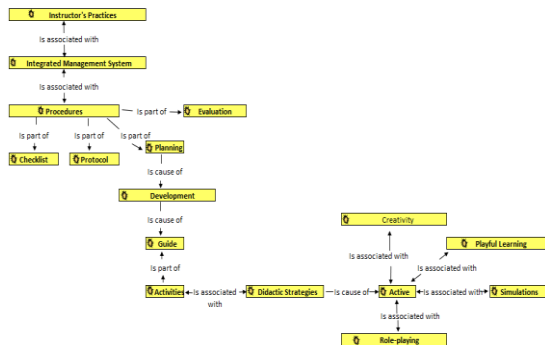 Instructor's Practices
Is associated with
Integrated Management System
Is associated with
Procedures
Is part of
Evaluation
Is part of
Is part of
Is part of
Checklist
Protocol
Planning
Is cause of
Development
Is cause of
Creativity
Guide
Playful Learning
Is associated with
Is part of
Is associated with
Activities
Is associated with
Didactic Strategies
Is cause of
Active
Is associated with
Simulations
Is associated with
Role-playing